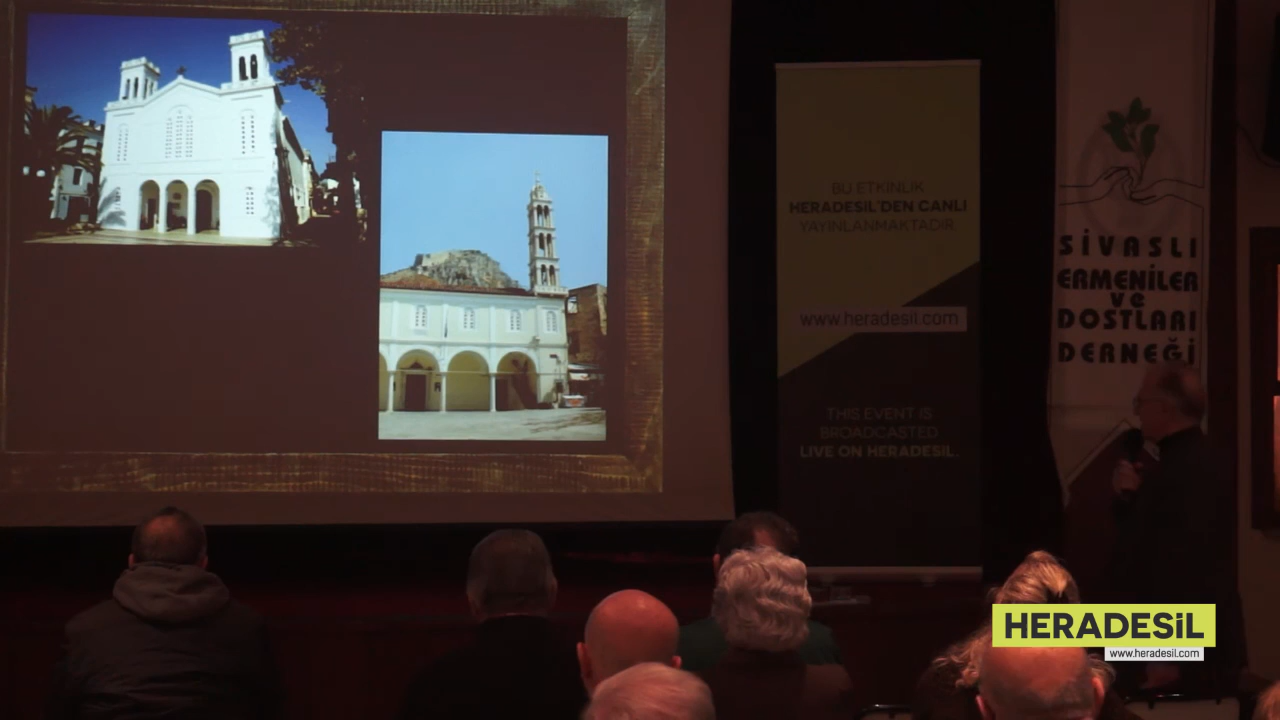 BU ETKİNLİK
HERADESİL'DEN CANLI
YAYINLANMAKTADIR
www.heradesil.com
THIS EVENT IS
BROADCASTED
LIVE ON HERADESIL.
SİVASLI
ERMENİLER
ve
DOSTLARI
DERNEĞİ
HERADESiL
www.heradesil.com